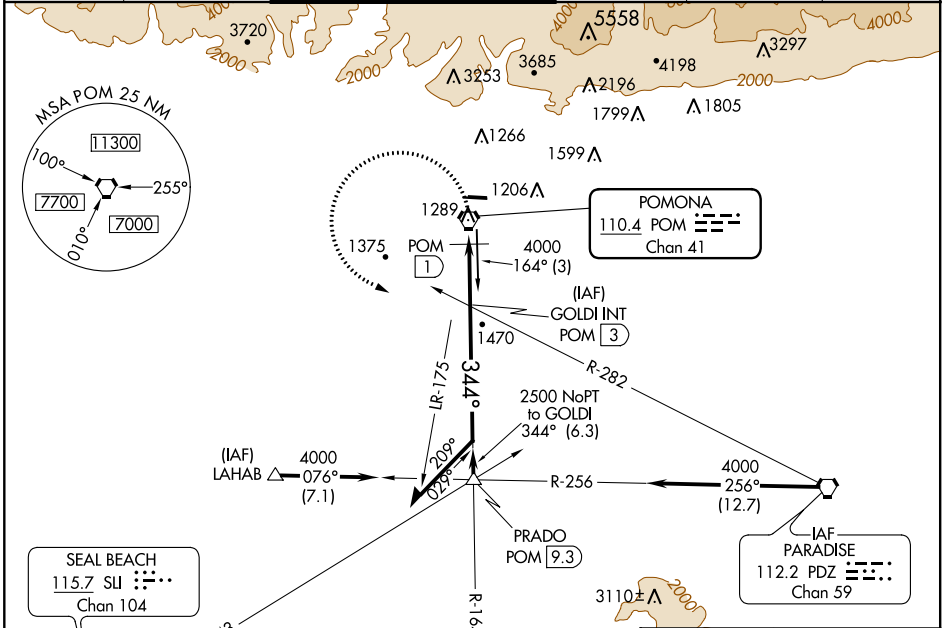 4000
5558
4000
4000
3720
2000
3685
4198
3297
2000
3253
2196
2000
1799
1805
MSA POM 25 NM
11300
100°
255°
7700
7000
010°
1266
1599
1206
1289
POMONA
110.4 POM
Chan 41
1375
POM
1
4000
164° (3)
(IAF)
GOLDI INT
POM 3
1470
LR-175
344°
R-282
2500 NoPT
to GOLDI
344° (6.3)
(IAF)
LAHAB
4000
076°
(7.1)
209°
029°
R-256
4000
256°
(12.7)
PRADO
POM 9.3
IAF
PARADISE
112.2 PDZ
Chan 59
SEAL BEACH
115.7 SLI
Chan 104
3110±
2000